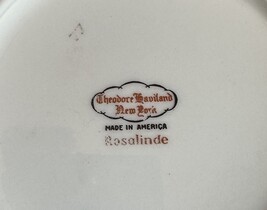 Theodore Haviland
New York
MADE IN AMERICA
Rosalinde